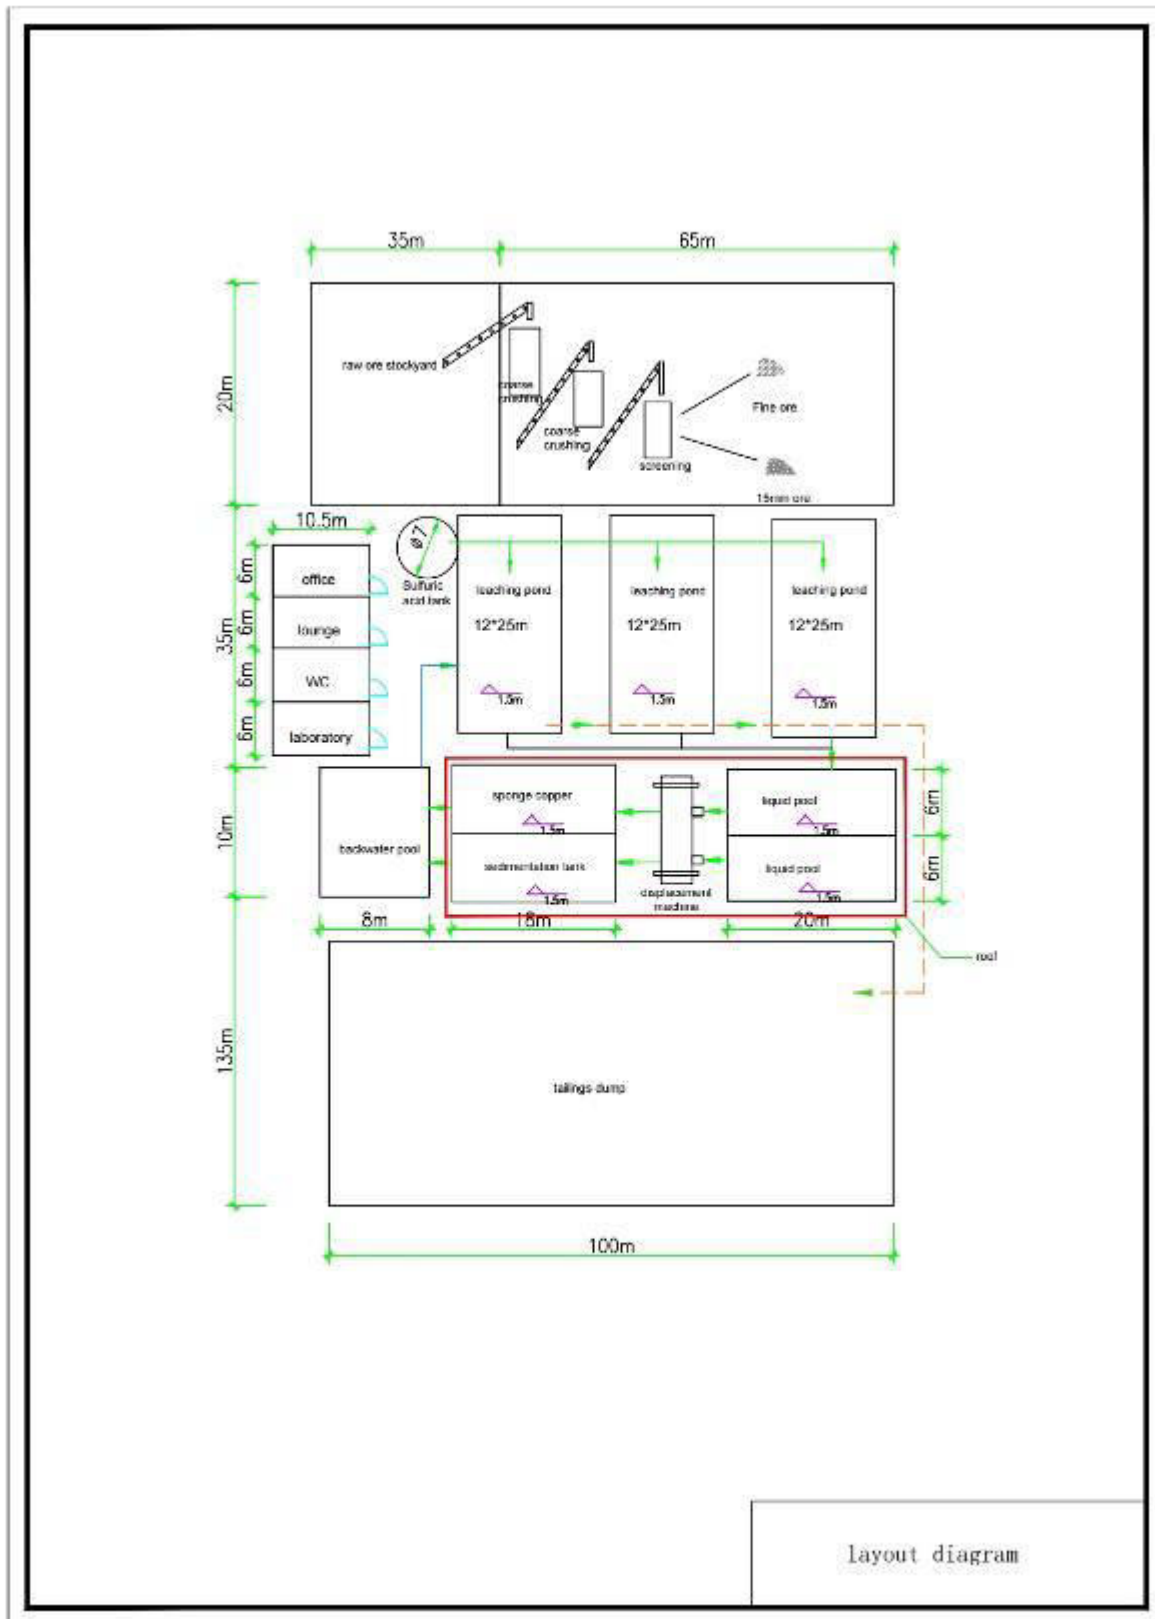 35m
65m
20m
raw ore stockyard
coarse
crushing
coarse
crushing
screening
Fine ore
15mm ore
10.5m
Ø7
Sulfuric
acid tank
35m
6m
office
6m
lounge
6m
WC
6m
laboratory
leaching pond
12*25m
1.5m
leaching pond
12*25m
1.5m
leaching pond
12*25m
1.5m
10m
backwater pool
sponge copper
1.5m
sedimentation tank
1.5m
displacement
machine
liquid pool
1.5m
liquid pool
1.5m
6m
6m
8m
18m
20m
roof
135m
tailings dump
100m
layout diagram